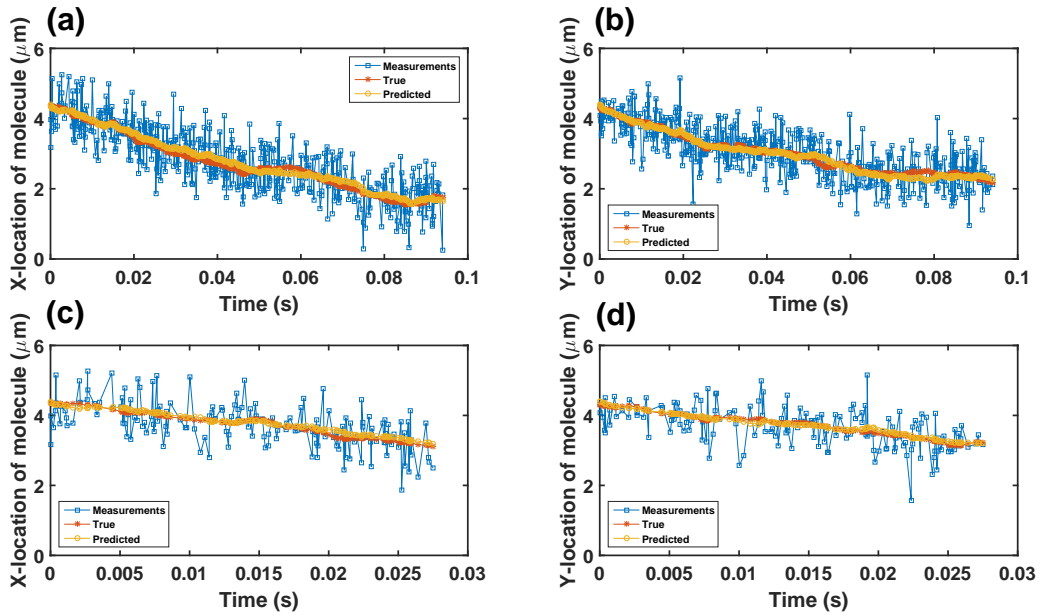 (a)
X-location of molecule (μm)
6
4
2
0
0
0.02
0.04
0.06
0.08
0.1
Time (s)
Measurements
True
Predicted
(b)
Y-location of molecule (μm)
6
4
2
0
0
0.02
0.04
0.06
0.08
0.1
Time (s)
Measurements
True
Predicted
(c)
X-location of molecule (μm)
6
4
2
0
0
0.005
0.01
0.015
0.02
0.025
0.03
Time (s)
Measurements
True
Predicted
(d)
Y-location of molecule (μm)
6
4
2
0
0
0.005
0.01
0.015
0.02
0.025
0.03
Time (s)
Measurements
True
Predicted